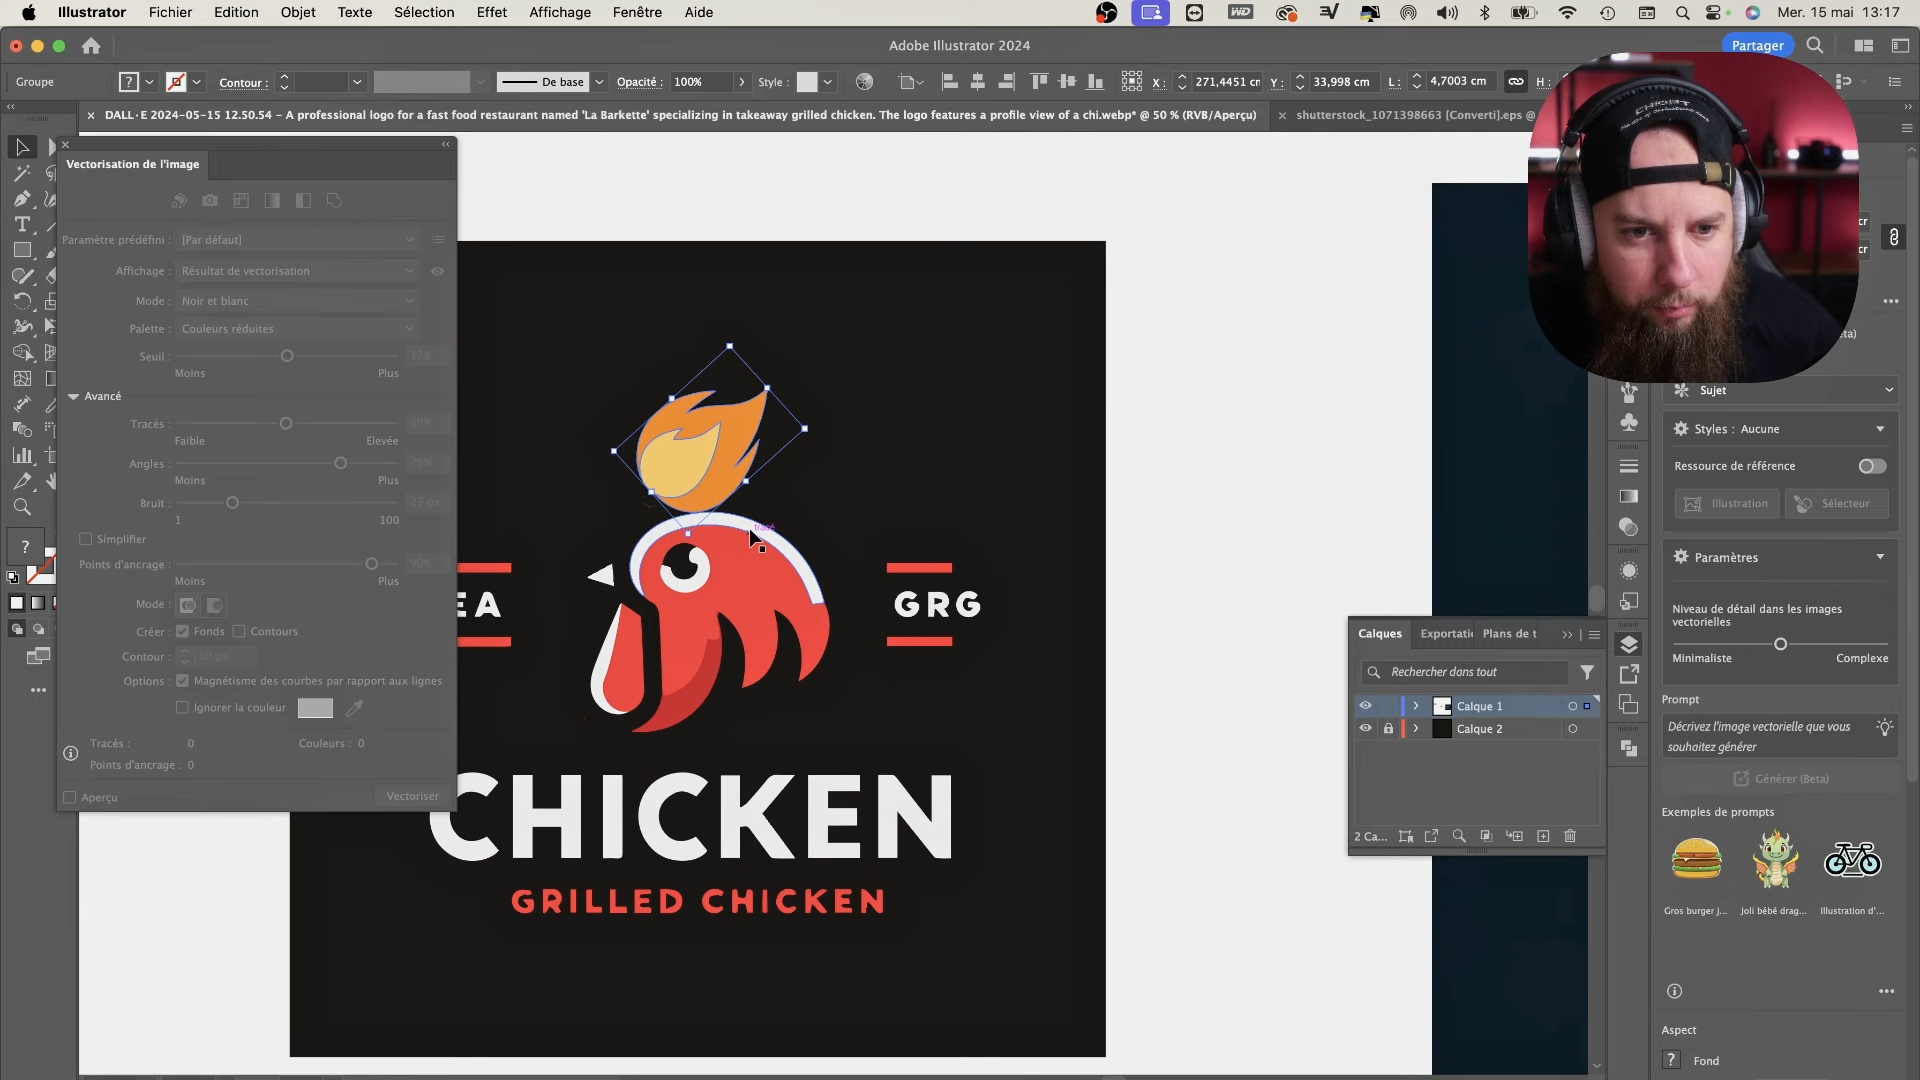 Illustrator Fichier Edition Objet Texte Sélection Effet Affichage Fenêtre Aide Mer. 15 mai 13:17
Adobe Illustrator 2024
Partager
Groupe
?
Contour :
De base
Opacité : 100%
Style :
X : 271,4451 cm
Y : 33,998 cm
L : 4,7003 cm
H :
× DALL·E 2024-05-15 12.50.54 - A professional logo for a fast food restaurant named 'La Barkette' specializing in takeaway grilled chicken. The logo features a profile view of a chi.webp* @ 50 % (RVB/Aperçu)
× shutterstock_1071398663 [Converti].eps @
Vectorisation de l'image
Paramètre prédéfini : [Par défaut]
Affichage : Résultat de vectorisation
Mode : Noir et blanc
Palette : Couleurs réduites
Seuil : 128
Moins Plus
Avancé
Tracés : 50%
Faible Elevée
Angles : 75%
Moins Plus
Bruit : 25 px
1 100
Simplifier
Points d'ancrage : 90%
Moins Plus
Mode :
Créer : Fonds Contours
Contour : 10 px
Options : Magnétisme des courbes par rapport aux lignes
Ignorer la couleur
Tracés : 0 Couleurs : 0
Points d'ancrage : 0
Aperçu Vectoriser
tracé
EA
GRG
CHICKEN
GRILLED CHICKEN
Calques Exportatio Plans de t
Rechercher dans tout
Calque 1
Calque 2
2 Ca...
Sujet
Styles : Aucune
Ressource de référence
Illustration Sélecteur
Paramètres
Niveau de détail dans les images
vectorielles
Minimaliste Complexe
Prompt
Décrivez l'image vectorielle que vous
souhaitez générer
Générer (Beta)
Exemples de prompts
Gros burger j... Joli bébé drag... Illustration d'...
Aspect
? Fond